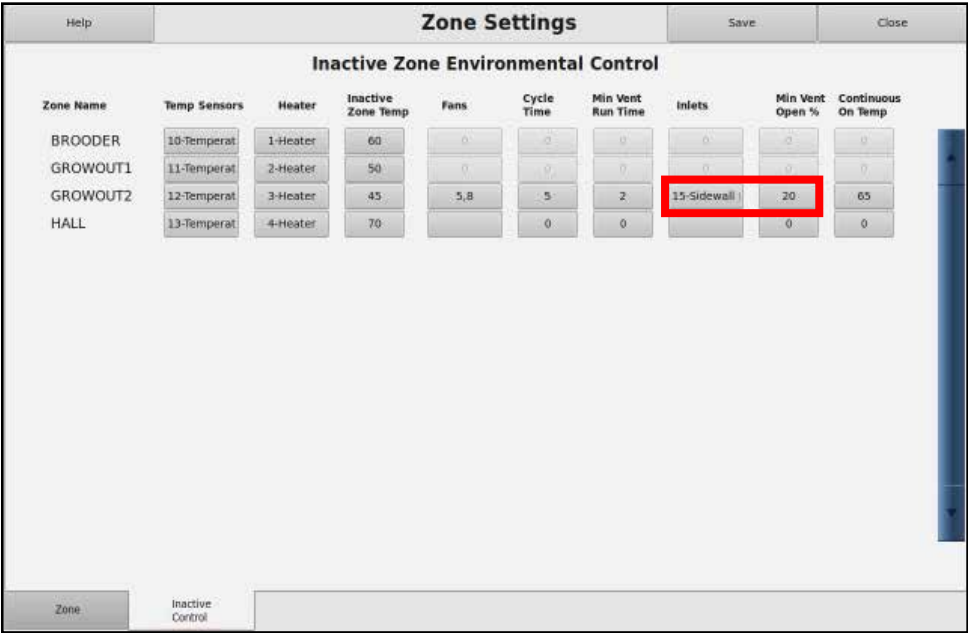 Help Zone Settings Save Close
Inactive Zone Environmental Control
Zone Name Temp Sensors Heater Inactive Zone Temp Fans Cycle Time Min Vent Run Time Inlets Min Vent Open % Continuous On Temp
BROODER 10-Temperat 1-Heater 60 0 0 0 0 0 0
GROWOUT1 11-Temperat 2-Heater 50 0 0 0 0 0 0
GROWOUT2 12-Temperat 3-Heater 45 5,8 5 2 15-Sidewall 20 65
HALL 13-Temperat 4-Heater 70 0 0 0 0
Zone Inactive Control